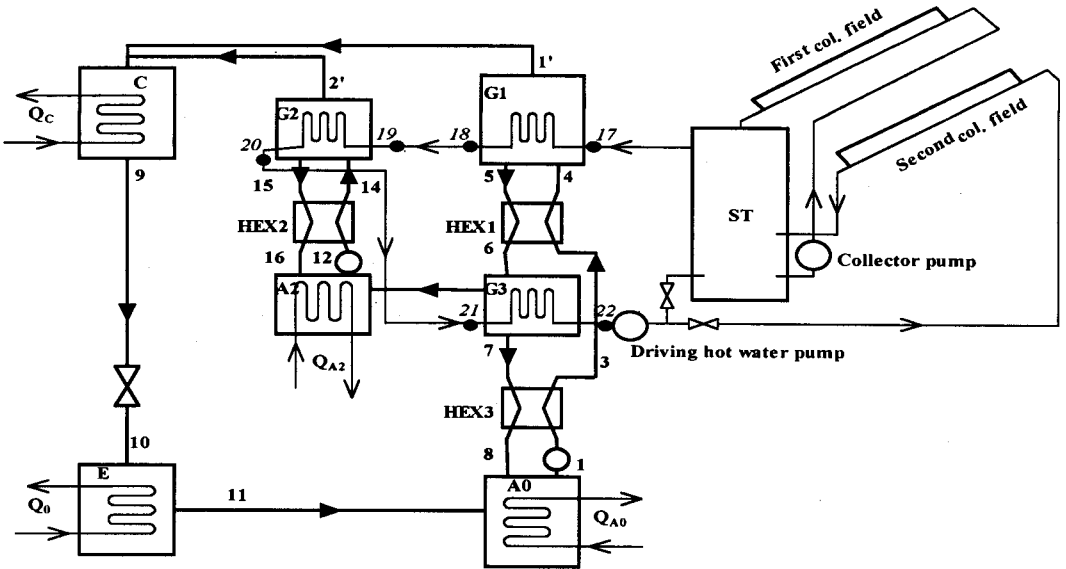 First col. field
Second col. field
1'
2'
C
G2
G1
QC
20
19
18
17
9
15
14
5
4
ST
HEX2
HEX1
16
12
6
Collector pump
A2
G3
21
22
QA2
7
3
Driving hot water pump
HEX3
10
8
1
E
11
A0
Q0
QA0